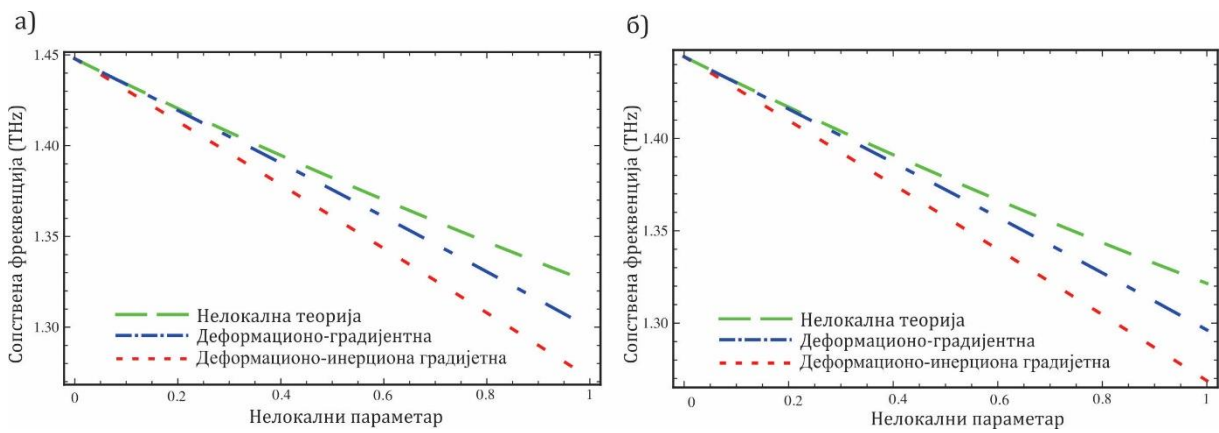 а)
Сопствена фреквенција (THz)
1.45
1.40
1.35
1.30
Нелокална теорија
Деформационо-градијентна
Деформационо-инерциона градијетна
0
0.2
0.4
0.6
0.8
1
Нелокални параметар
б)
Сопствена фреквенција (THz)
1.40
1.35
1.30
Нелокална теорија
Деформационо-градијентна
Деформационо-инерциона градијетна
0
0.2
0.4
0.6
0.8
1
Нелокални параметар